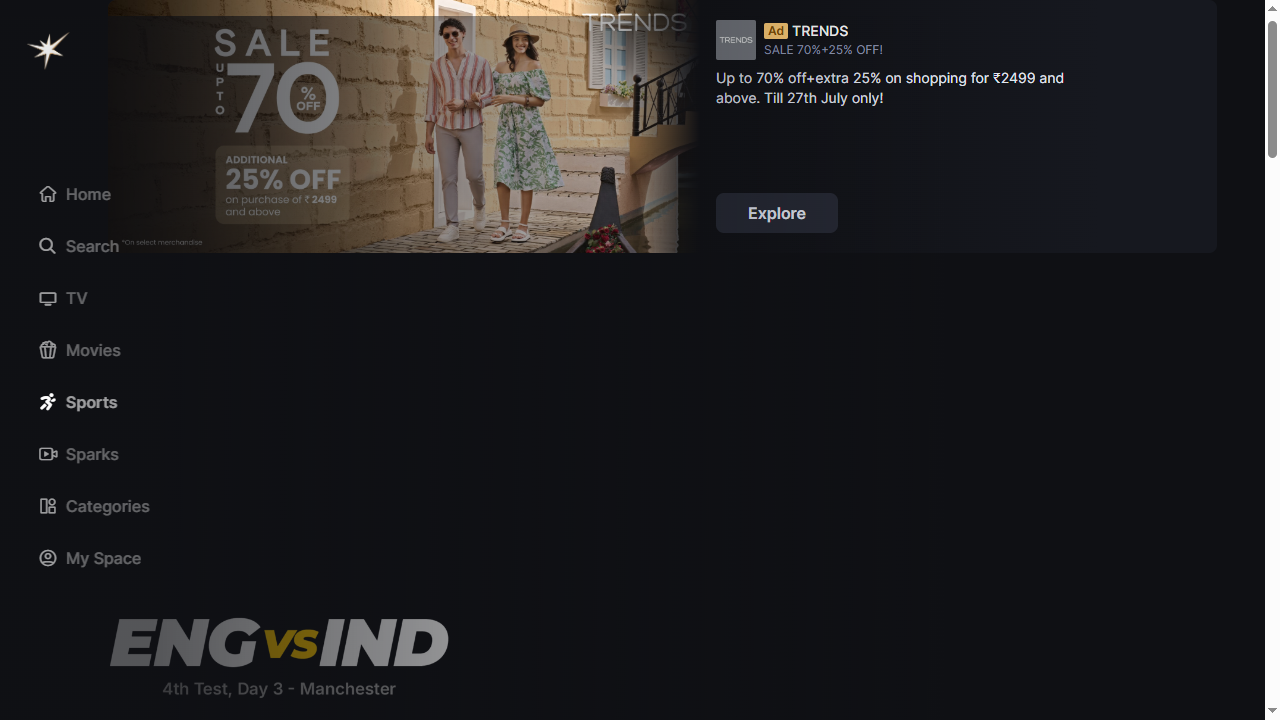 TRENDS
SALE
UPTO
70
%
OFF
ADDITIONAL
25% OFF
on purchase of ₹ 2499
and above
*On select merchandise
TRENDS
Ad TRENDS
SALE 70%+25% OFF!
Up to 70% off+extra 25% on shopping for ₹2499 and
above. Till 27th July only!
Explore
Home
Search
TV
Movies
Sports
Sparks
Categories
My Space
ENG vs IND
4th Test, Day 3 - Manchester